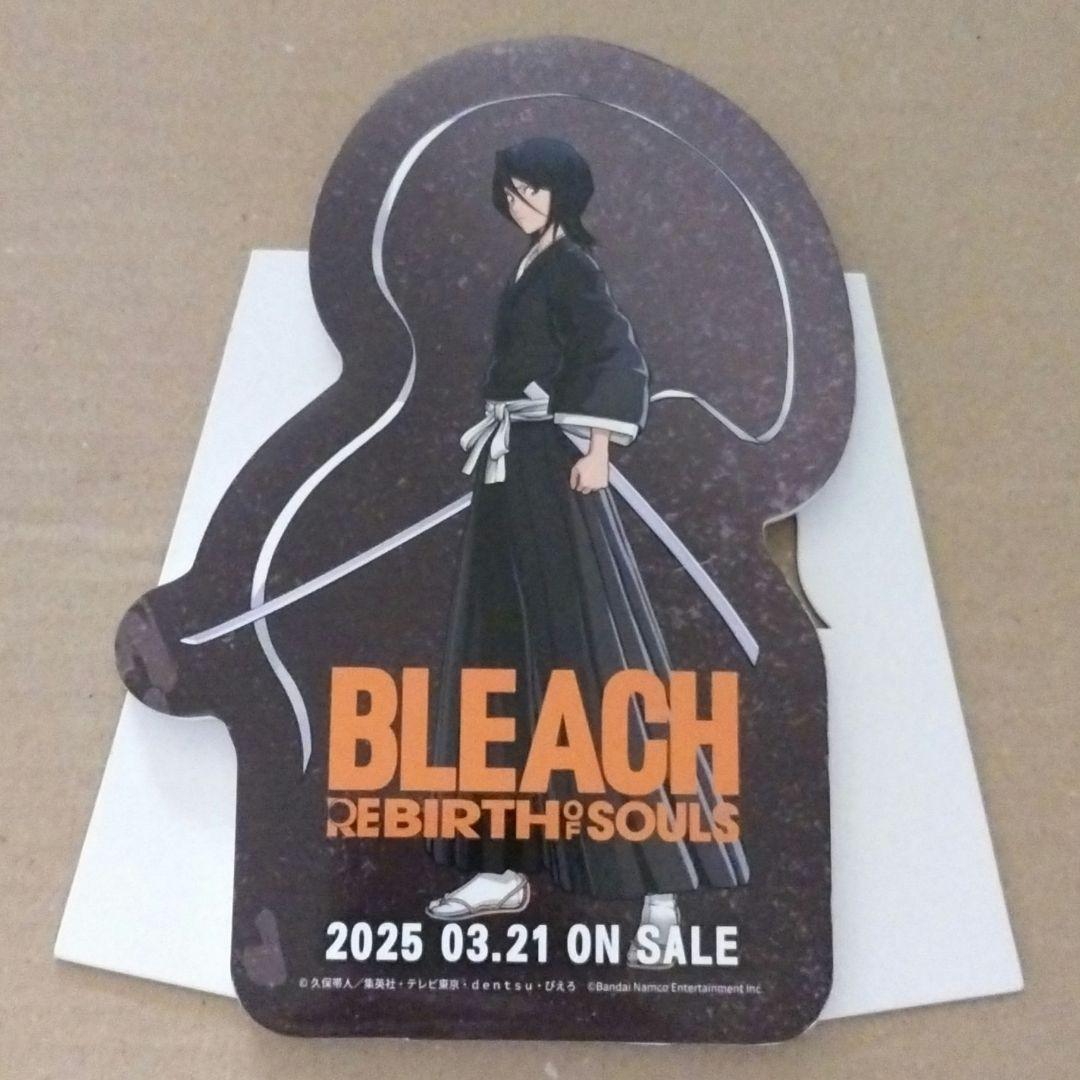 BLEACH
REBIRTH OF SOULS
2025 03.21 ON SALE
© 久保帯人／集英社・テレビ東京・dentsu・ぴえろ ©Bandai Namco Entertainment Inc.